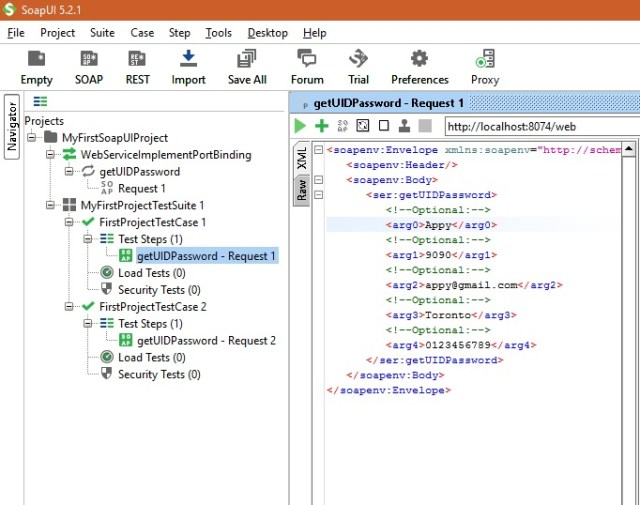 SoapUI 5.2.1
File Project Suite Case Step Tools Desktop Help
Empty SOAP REST Import Save All Forum Trial Preferences Proxy
Navigator
Projects
MyFirstSoapUIProject
WebServiceImplementPortBinding
getUIDPassword
SOAP Request 1
MyFirstProjectTestSuite 1
FirstProjectTestCase 1
Test Steps (1)
SOAP getUIDPassword - Request 1
Load Tests (0)
Security Tests (0)
FirstProjectTestCase 2
Test Steps (1)
SOAP getUIDPassword - Request 2
Load Tests (0)
Security Tests (0)
getUIDPassword - Request 1
http://localhost:8074/web
XML
Raw
<soapenv:Envelope xmlns:soapenv="http://schem
<soapenv:Header/>
<soapenv:Body>
<ser:getUIDPassword>
<!--Optional:-->
<arg0>Appy</arg0>
<!--Optional:-->
<arg1>9090</arg1>
<!--Optional:-->
<arg2>appy@gmail.com</arg2>
<!--Optional:-->
<arg3>Toronto</arg3>
<!--Optional:-->
<arg4>0123456789</arg4>
</ser:getUIDPassword>
</soapenv:Body>
</soapenv:Envelope>